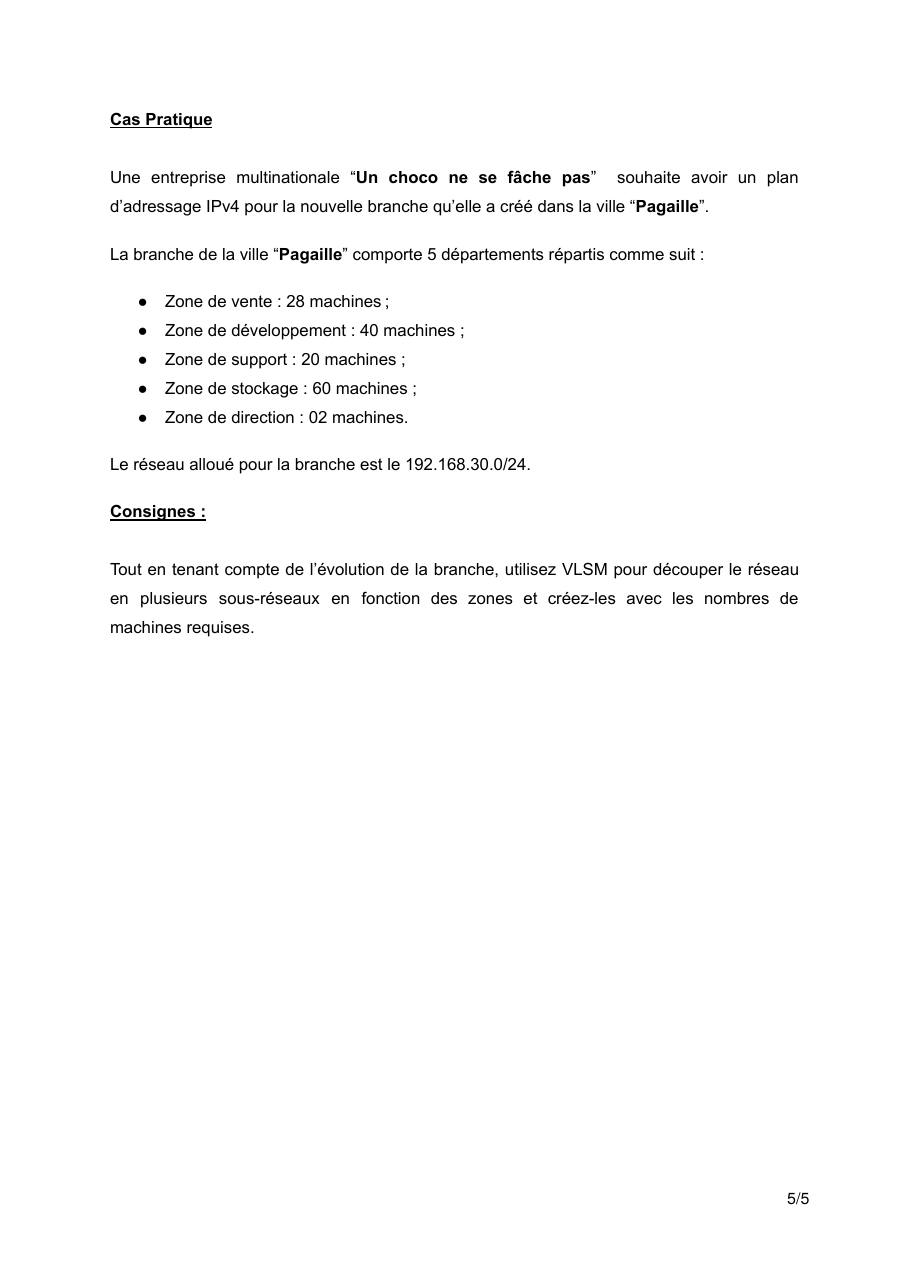 Cas Pratique
Une entreprise multinationale “Un choco ne se fâche pas”  souhaite avoir un plan
d’adressage IPv4 pour la nouvelle branche qu’elle a créé dans la ville “Pagaille”.
La branche de la ville “Pagaille” comporte 5 départements répartis comme suit :
● Zone de vente : 28 machines ;
● Zone de développement : 40 machines ;
● Zone de support : 20 machines ;
● Zone de stockage : 60 machines ;
● Zone de direction : 02 machines.
Le réseau alloué pour la branche est le 192.168.30.0/24.
Consignes :
Tout en tenant compte de l’évolution de la branche, utilisez VLSM pour découper le réseau
en plusieurs sous-réseaux en fonction des zones et créez-les avec les nombres de
machines requises.
5/5